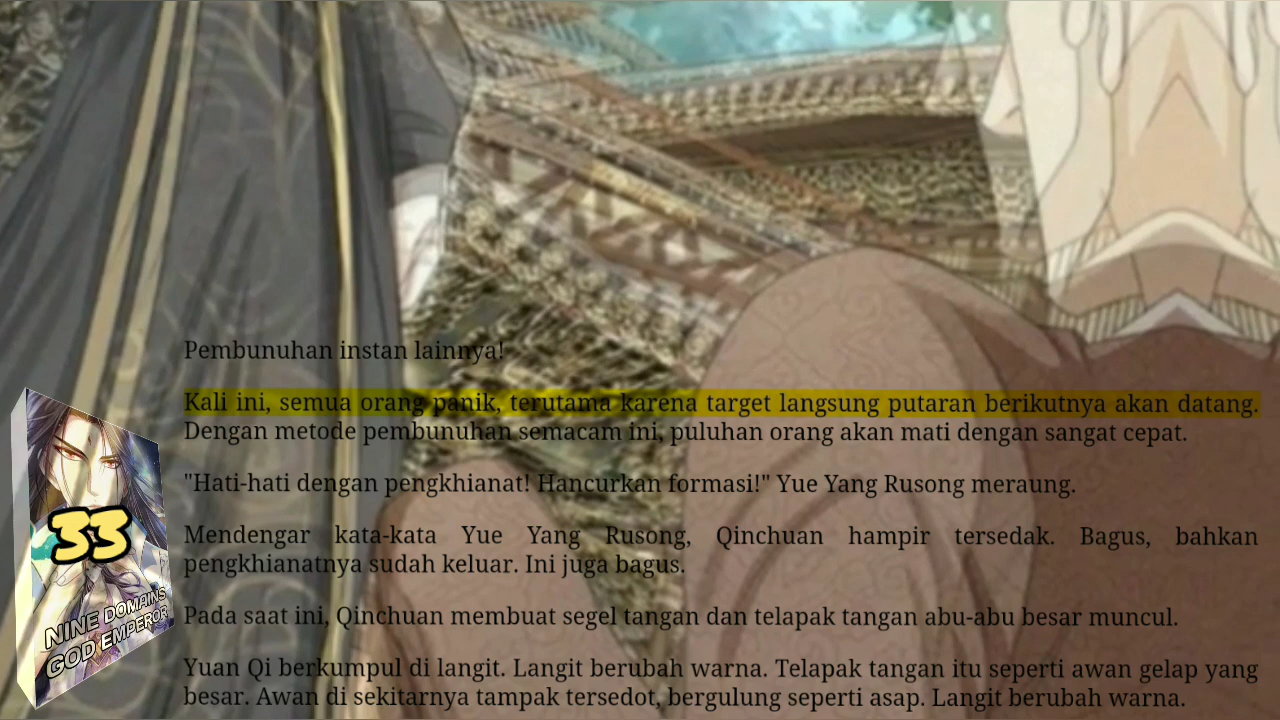 Pembunuhan instan lainnya!
Kali ini, semua orang panik, terutama karena target langsung putaran berikutnya akan datang.
Dengan metode pembunuhan semacam ini, puluhan orang akan mati dengan sangat cepat.
"Hati-hati dengan pengkhianat! Hancurkan formasi!" Yue Yang Rusong meraung.
Mendengar kata-kata Yue Yang Rusong, Qinchuan hampir tersedak. Bagus, bahkan
pengkhianatnya sudah keluar. Ini juga bagus.
Pada saat ini, Qinchuan membuat segel tangan dan telapak tangan abu-abu besar muncul.
Yuan Qi berkumpul di langit. Langit berubah warna. Telapak tangan itu seperti awan gelap yang
besar. Awan di sekitarnya tampak tersedot, bergulung seperti asap. Langit berubah warna.
33
NINE DOMAINS
GOD EMPEROR